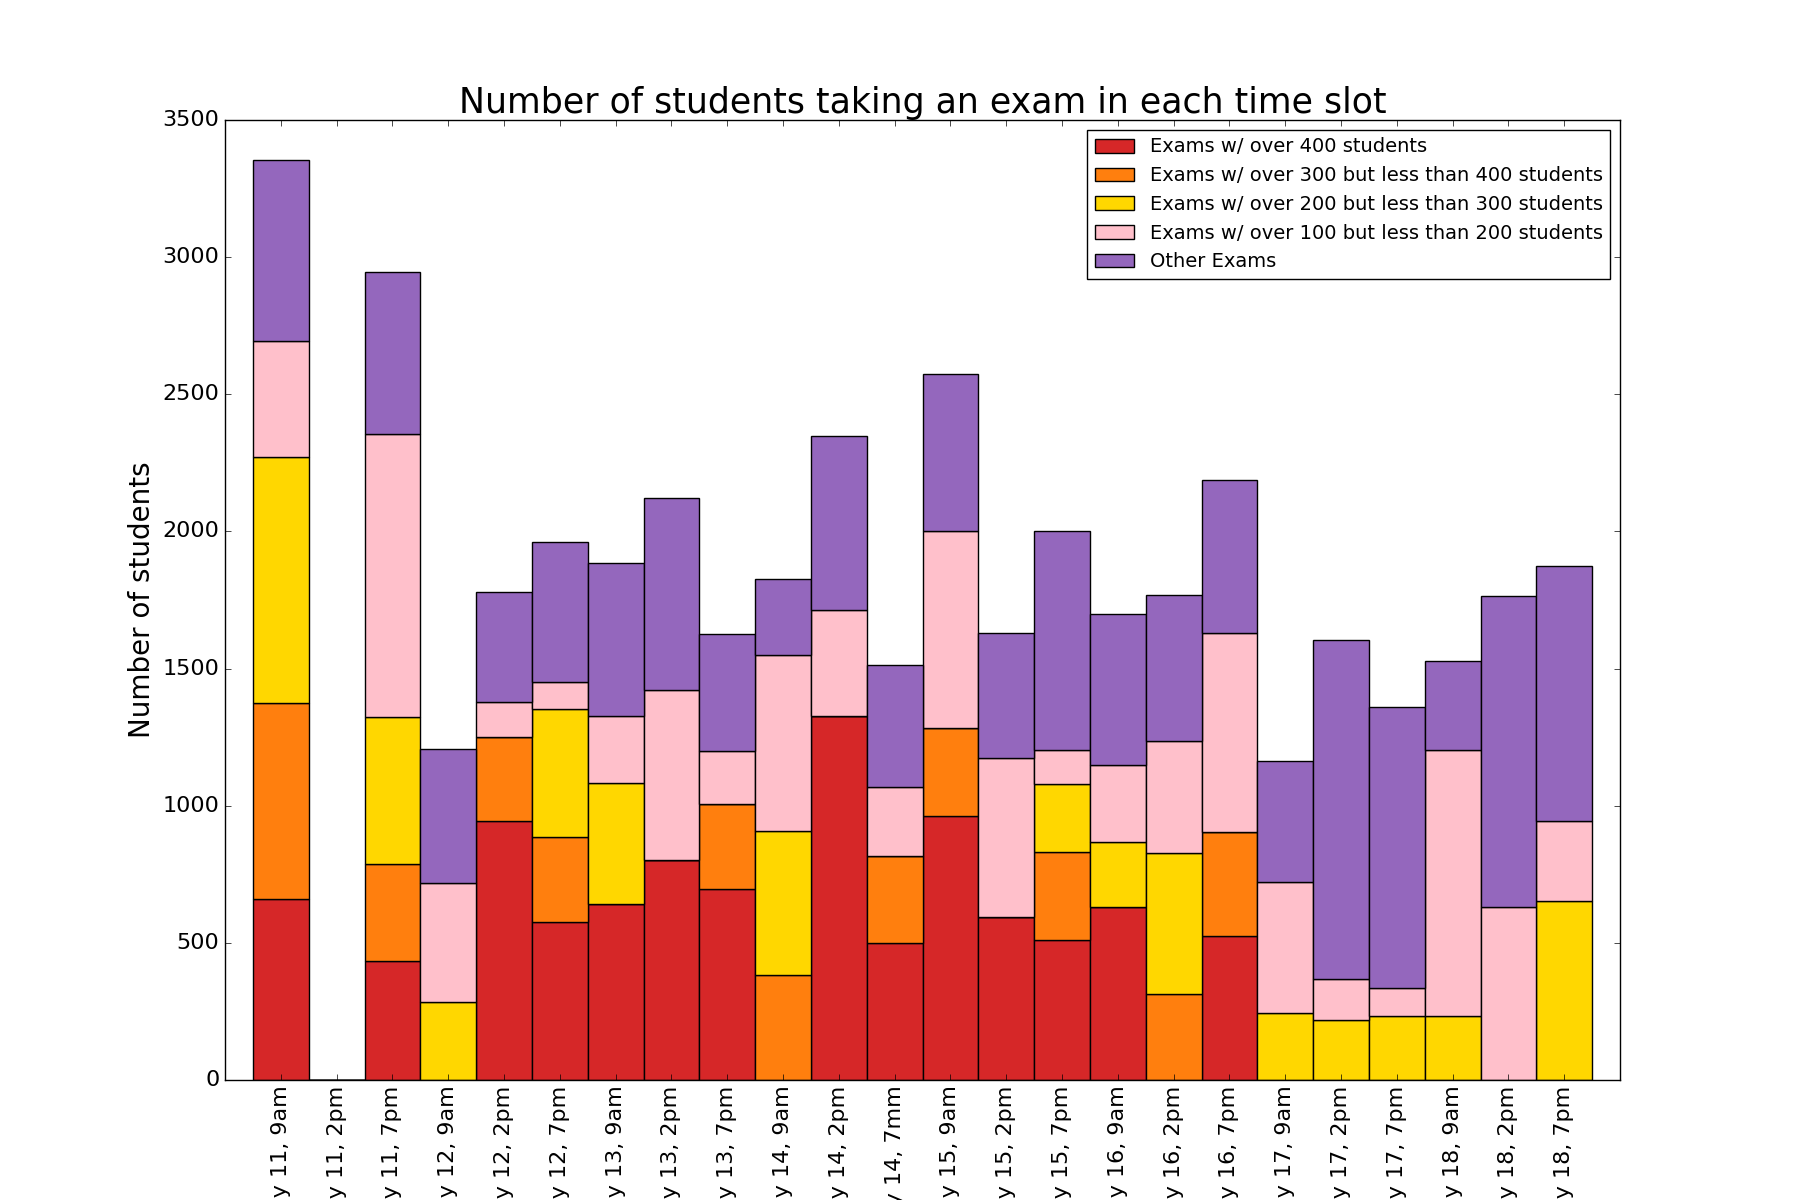 Number of students taking an exam in each time slot
Number of students
3500
3000
2500
2000
1500
1000
500
0
Exams w/ over 400 students
Exams w/ over 300 but less than 400 students
Exams w/ over 200 but less than 300 students
Exams w/ over 100 but less than 200 students
Other Exams
y 11, 9am
y 11, 2pm
y 11, 7pm
y 12, 9am
y 12, 2pm
y 12, 7pm
y 13, 9am
y 13, 2pm
y 13, 7pm
y 14, 9am
y 14, 2pm
y 14, 7mm
y 15, 9am
y 15, 2pm
y 15, 7pm
y 16, 9am
y 16, 2pm
y 16, 7pm
y 17, 9am
y 17, 2pm
y 17, 7pm
y 18, 9am
y 18, 2pm
y 18, 7pm